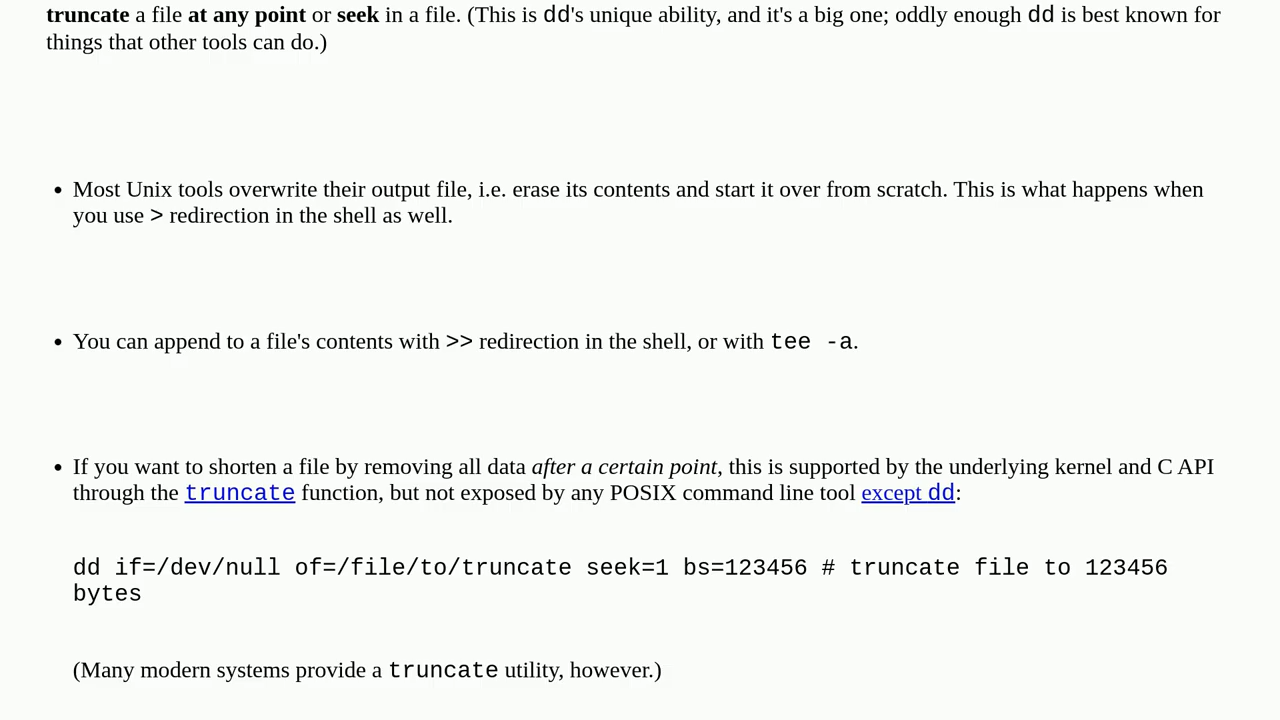 truncate a file at any point or seek in a file. (This is dd's unique ability, and it's a big one; oddly enough dd is best known for
things that other tools can do.)
• Most Unix tools overwrite their output file, i.e. erase its contents and start it over from scratch. This is what happens when
you use > redirection in the shell as well.
• You can append to a file's contents with >> redirection in the shell, or with tee -a.
• If you want to shorten a file by removing all data after a certain point, this is supported by the underlying kernel and C API
through the truncate function, but not exposed by any POSIX command line tool except dd:
dd if=/dev/null of=/file/to/truncate seek=1 bs=123456 # truncate file to 123456
bytes
(Many modern systems provide a truncate utility, however.)